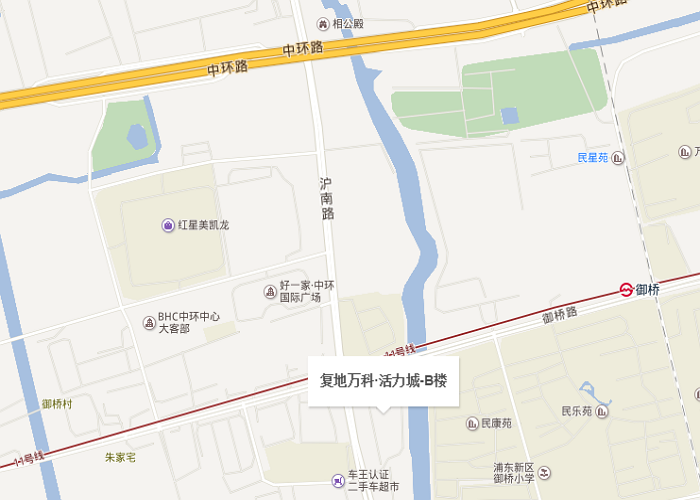 相公殿
中环路
中环路
中环路
民星苑
沪南路
红星美凯龙
好一家·中环
国际广场
御桥
BHC中环中心
大客部
御桥路
11号线
复地万科·活力城-B楼
御桥村
民乐苑
民康苑
朱家宅
11号线
浦东新区
御桥小学
车王认证
二手车超市